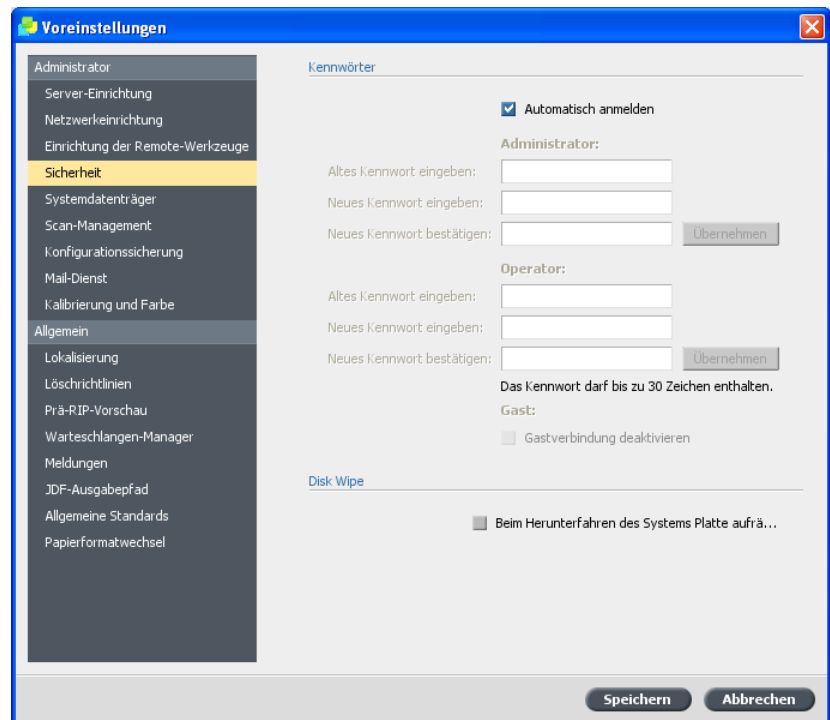 Voreinstellungen
Administrator
Server-Einrichtung
Netzwerkeinrichtung
Einrichtung der Remote-Werkzeuge
Sicherheit
Systemdatenträger
Scan-Management
Konfigurationssicherung
Mail-Dienst
Kalibrierung und Farbe
Allgemein
Lokalisierung
Löschrichtlinien
Prä-RIP-Vorschau
Warteschlangen-Manager
Meldungen
JDF-Ausgabepfad
Allgemeine Standards
Papierformatwechsel
Kennwörter
Automatisch anmelden
Administrator:
Altes Kennwort eingeben:
Neues Kennwort eingeben:
Neues Kennwort bestätigen:
Übernehmen
Operator:
Altes Kennwort eingeben:
Neues Kennwort eingeben:
Neues Kennwort bestätigen:
Übernehmen
Das Kennwort darf bis zu 30 Zeichen enthalten.
Gast:
Gastverbindung deaktivieren
Disk Wipe
Beim Herunterfahren des Systems Platte aufrä...
Speichern
Abbrechen